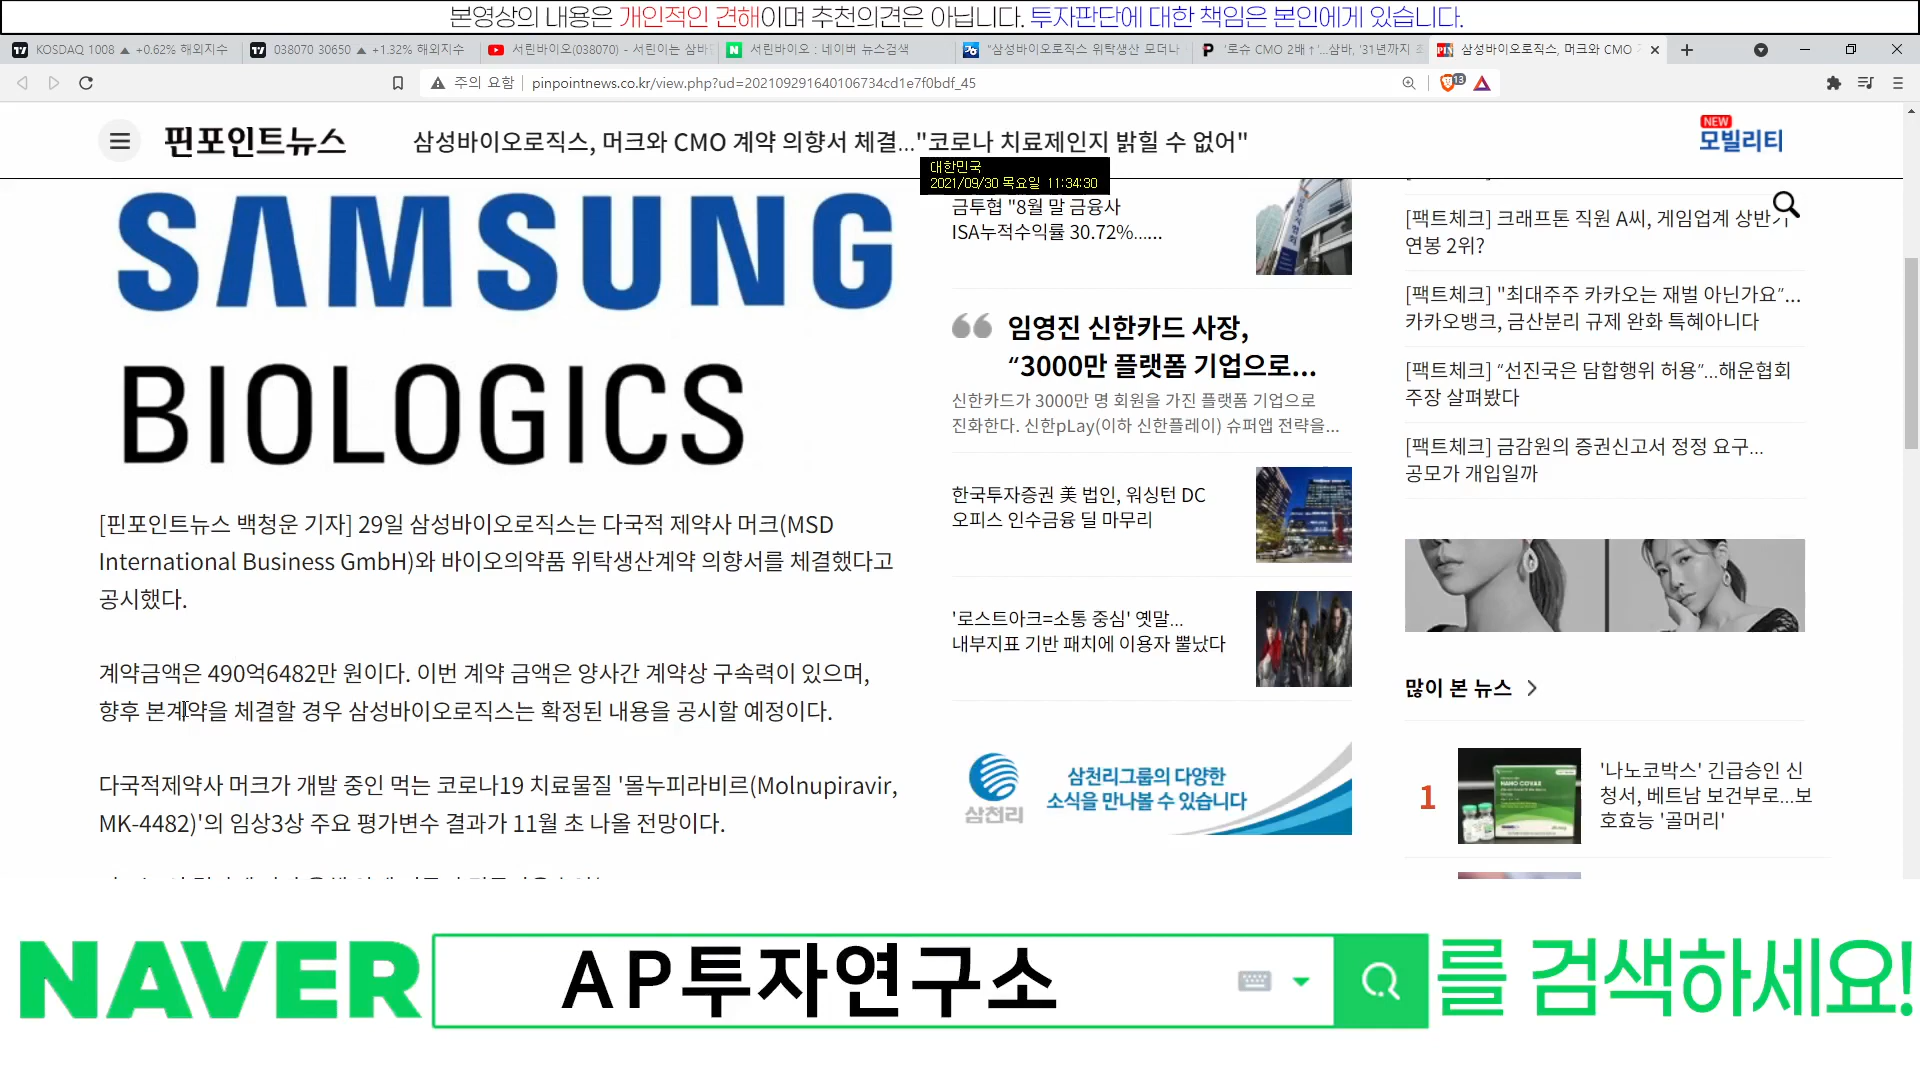 본영상의 내용은 개인적인 견해이며 추천의견은 아닙니다. 투자판단에 대한 책임은 본인에게 있습니다.
KOSDAQ 1008 ▲ +0.62% 해외지수
038070 30650 ▲ +1.32% 해외지수
서린바이오(038070) - 서린이는 삼바
서린바이오 : 네이버 뉴스검색
"삼성바이오로직스 위탁생산 모더나
'로슈 CMO 2배↑'...삼바, '31년까지
삼성바이오로직스, 머크와 CMO
주의 요함
pinpointnews.co.kr/view.php?ud=202109291640106734cd1e7f0bdf_45
13
핀포인트뉴스
삼성바이오로직스, 머크와 CMO 계약 의향서 체결..."코로나 치료제인지 밝힐 수 없어"
NEW
모빌리티
대한민국
2021/09/30 목요일 11:34:30
SAMSUNG
BIOLOGICS
[핀포인트뉴스 백청운 기자] 29일 삼성바이오로직스는 다국적 제약사 머크(MSD
International Business GmbH)와 바이오의약품 위탁생산계약 의향서를 체결했다고
공시했다.
계약금액은 490억6482만 원이다. 이번 계약 금액은 양사간 계약상 구속력이 있으며,
향후 본계약을 체결할 경우 삼성바이오로직스는 확정된 내용을 공시할 예정이다.
다국적제약사 머크가 개발 중인 먹는 코로나19 치료물질 '몰누피라비르(Molnupiravir,
MK-4482)'의 임상3상 주요 평가변수 결과가 11월 초 나올 전망이다.
금투협 "8월 말 금융사
ISA누적수익률 30.72%......
임영진 신한카드 사장,
“3000만 플랫폼 기업으로...
신한카드가 3000만 명 회원을 가진 플랫폼 기업으로
진화한다. 신한pLay(이하 신한플레이) 슈퍼앱 전략을...
한국투자증권 美 법인, 워싱턴 DC
오피스 인수금융 딜 마무리
'로스트아크=소통 중심' 옛말...
내부지표 기반 패치에 이용자 뿔났다
삼천리
삼천리그룹의 다양한
소식을 만나볼 수 있습니다
[팩트체크] 크래프톤 직원 A씨, 게임업계 상반기
연봉 2위?
[팩트체크] "최대주주 카카오는 재벌 아닌가요”...
카카오뱅크, 금산분리 규제 완화 특혜아니다
[팩트체크] “선진국은 담합행위 허용”...해운협회
주장 살펴봤다
[팩트체크] 금감원의 증권신고서 정정 요구...
공모가 개입일까
많이 본 뉴스
1
'나노코박스' 긴급승인 신
청서, 베트남 보건부로...보
호효능 '골머리'
NANO COVAX
NAVER
AP투자연구소
를 검색하세요!